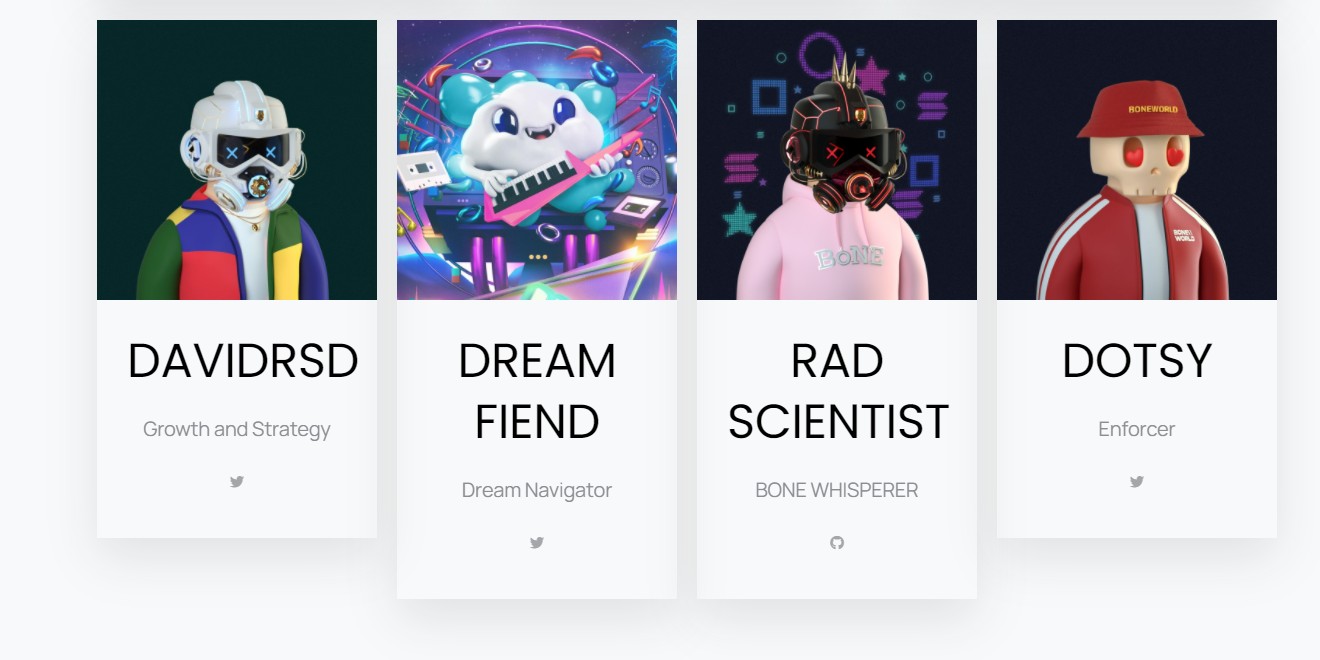 BONEWORLD
BONE
BONE
WORLD
DAVIDRSD
Growth and Strategy
DREAM
FIEND
Dream Navigator
RAD
SCIENTIST
BONE WHISPERER
DOTSY
Enforcer